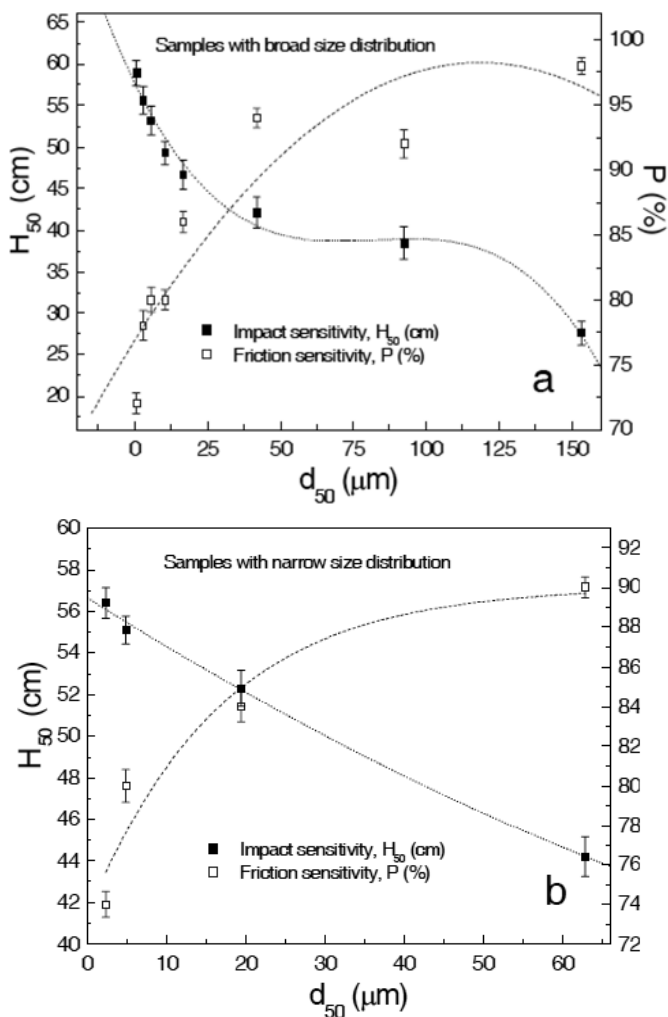 Samples with broad size distribution
65
60
55
50
45
40
35
30
25
20
H50 (cm)
100
95
90
85
80
75
70
P (%)
Impact sensitivity, H50 (cm)
Friction sensitivity, P (%)
a
0 25 50 75 100 125 150
d50 (μm)
Samples with narrow size distribution
60
58
56
54
52
50
48
46
44
42
40
H50 (cm)
92
90
88
86
84
82
80
78
76
74
72
Impact sensitivity, H50 (cm)
Friction sensitivity, P (%)
b
0 10 20 30 40 50 60
d50 (μm)